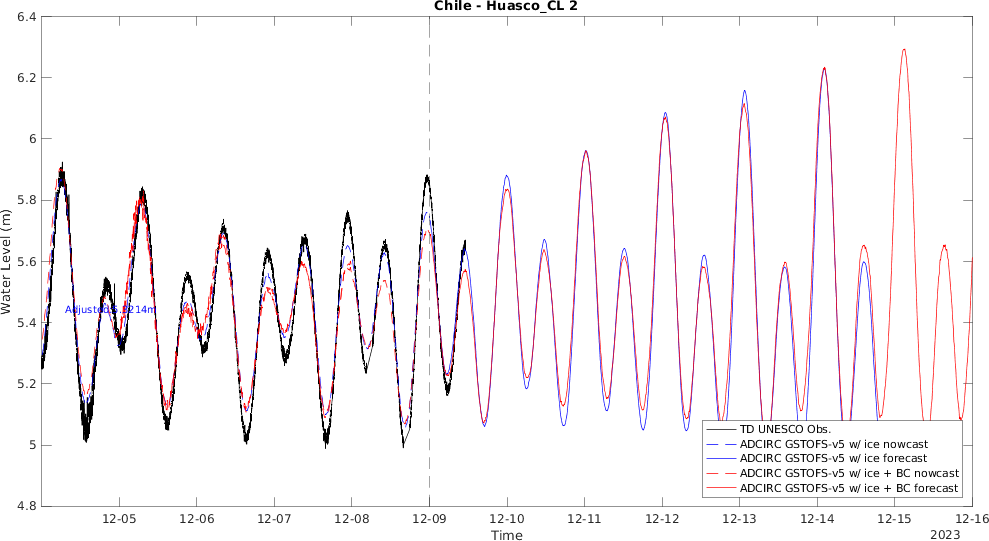 Chile - Huasco_CL 2
Water Level (m)
6.4
6.2
6
5.8
5.6
5.4
5.2
5
4.8
TD UNESCO Obs.
ADCIRC GSTOFS-v5 w/ ice nowcast
ADCIRC GSTOFS-v5 w/ ice forecast
ADCIRC GSTOFS-v5 w/ ice + BC nowcast
ADCIRC GSTOFS-v5 w/ ice + BC forecast
12-05 12-06 12-07 12-08 12-09 12-10 12-11 12-12 12-13 12-14 12-15 12-16
Time
2023